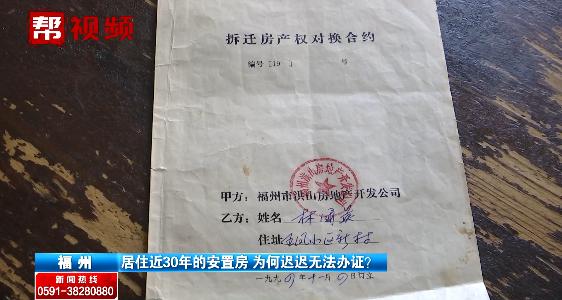 帮视频
拆迁房产权对换合约
编号［19 ］ 号
甲方：福州市洪山房地产开发公司
乙方：姓名
住址
福州
居住近30年的安置房 为何迟迟无法办证?
新闻热线
0591-38280880